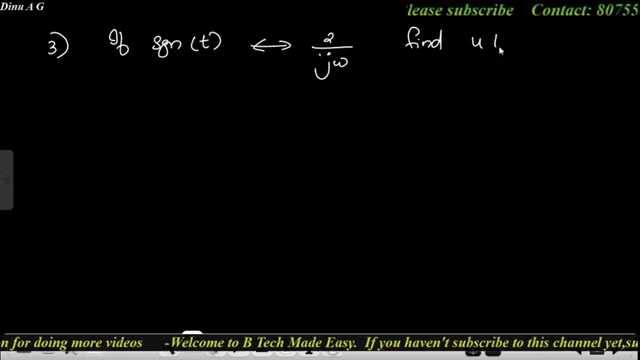 Dinu A G
lease subscribe Contact: 80755
3) If sgn(t) ↔ 2/jω find u(
n for doing more videos -Welcome to B Tech Made Easy. If you haven't subscribe to this channel yet,su